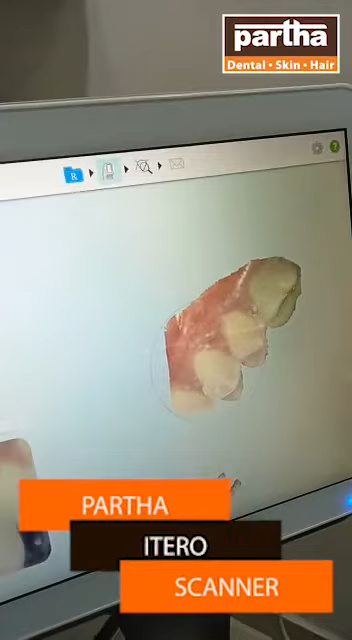 partha
Dental • Skin • Hair
R
?
PARTHA
ITERO
SCANNER